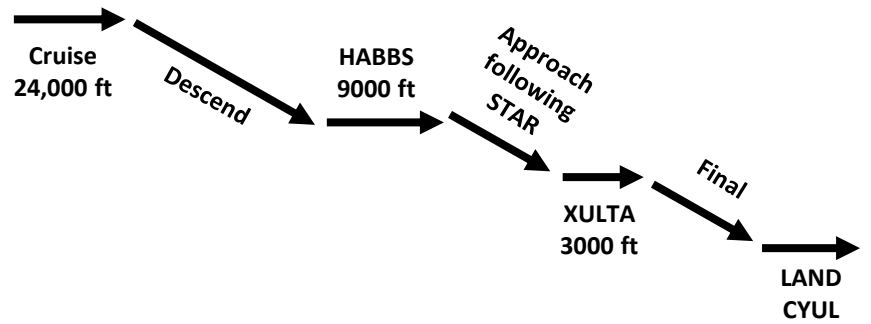 Cruise
24,000 ft
Descend
HABBS
9000 ft
Approach
following
STAR
XULTA
3000 ft
Final
LAND
CYUL